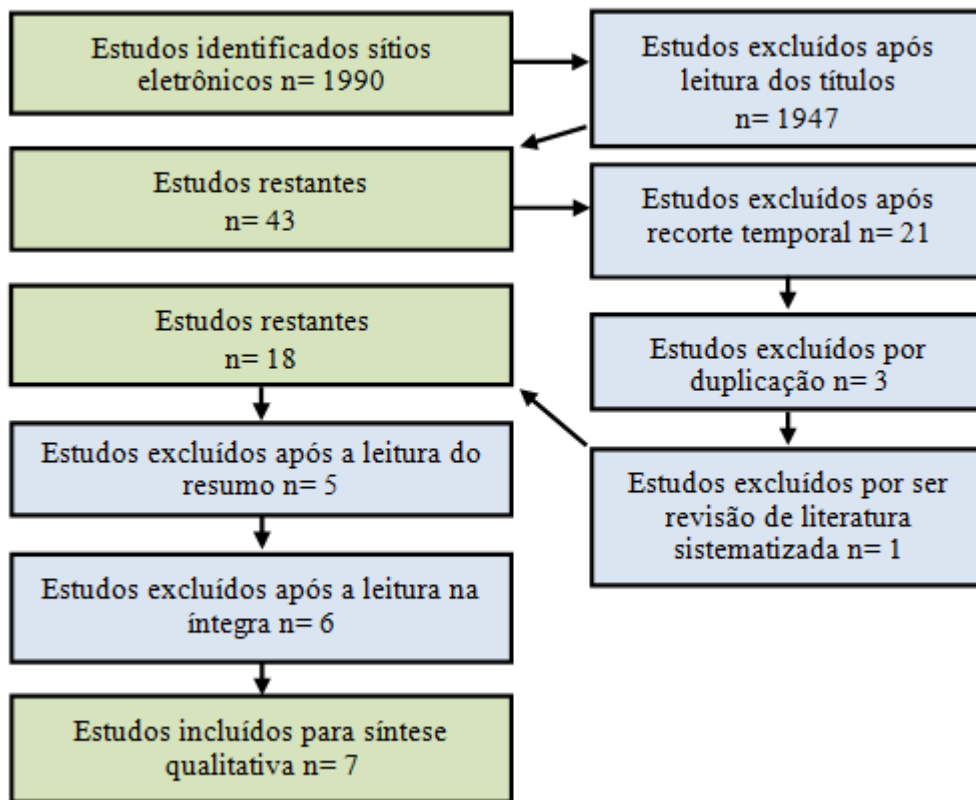 Estudos identificados sítios
eletrônicos n= 1990
Estudos excluídos após
leitura dos títulos
n= 1947
Estudos restantes
n= 43
Estudos excluídos após
recorte temporal n= 21
Estudos excluídos por
duplicação n= 3
Estudos excluídos por ser
revisão de literatura
sistematizada n= 1
Estudos restantes
n= 18
Estudos excluídos após a leitura do
resumo n= 5
Estudos excluídos após a leitura na
íntegra n= 6
Estudos incluídos para síntese
qualitativa n= 7